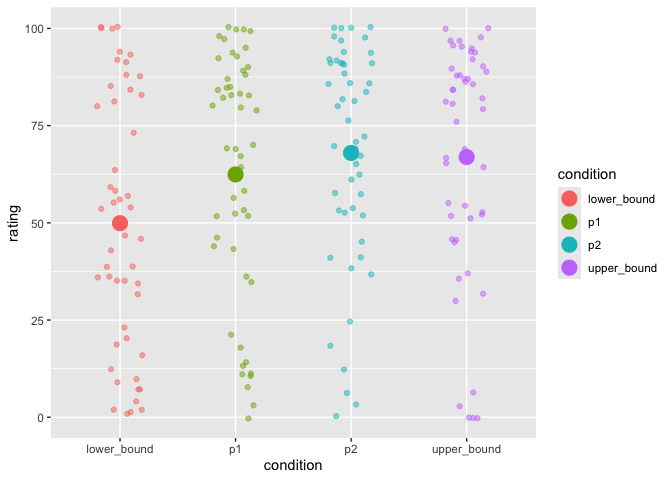 100
75
50
25
0
rating
lower_bound p1 p2 upper_bound
condition
condition
lower_bound
p1
p2
upper_bound